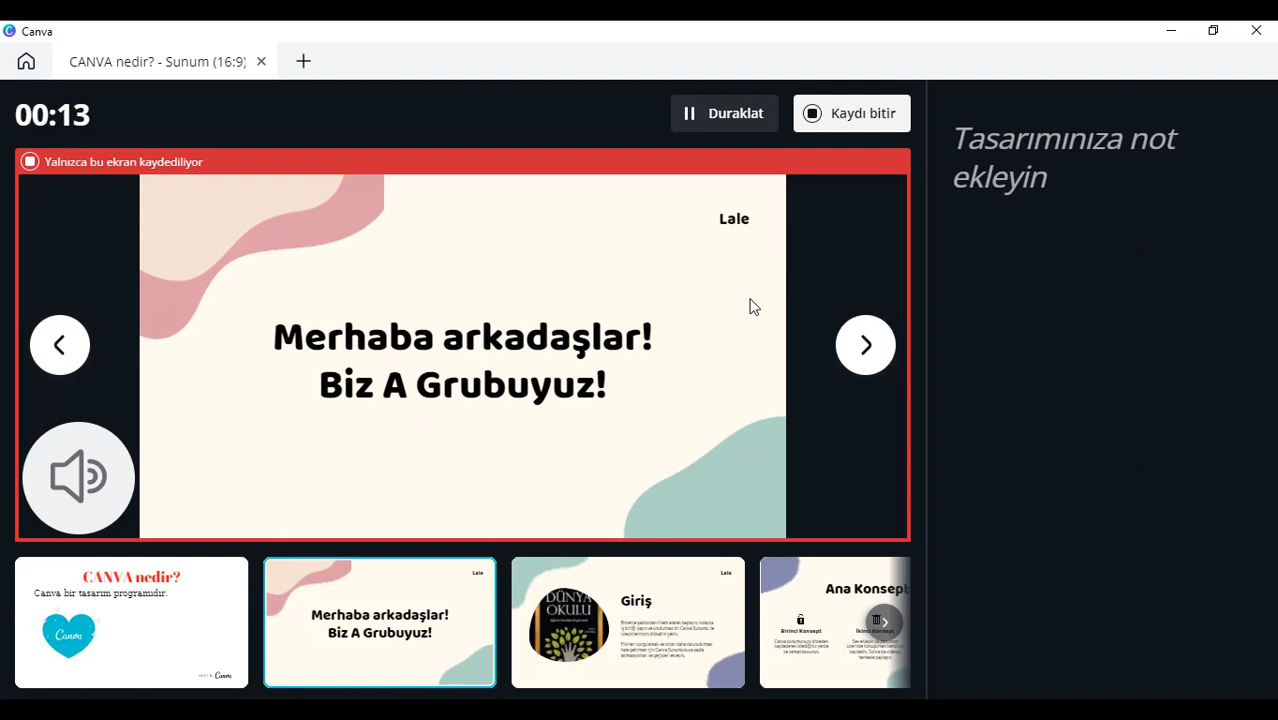 Canva
CANVA nedir? - Sunum (16:9)
00:13
Duraklat
Kaydı bitir
Yalnızca bu ekran kaydediliyor
Lale
Merhaba arkadaşlar!
Biz A Grubuyuz!
Tasarımınıza not
ekleyin
CANVA nedir?
Canva bir tasarım programıdır.
Canva
Canva
Lale
Merhaba arkadaşlar!
Biz A Grubuyuz!
Lale
DÜNYA
OKULU
Giriş
Ana Konsept
Birinci Konsept
İkinci Konsept